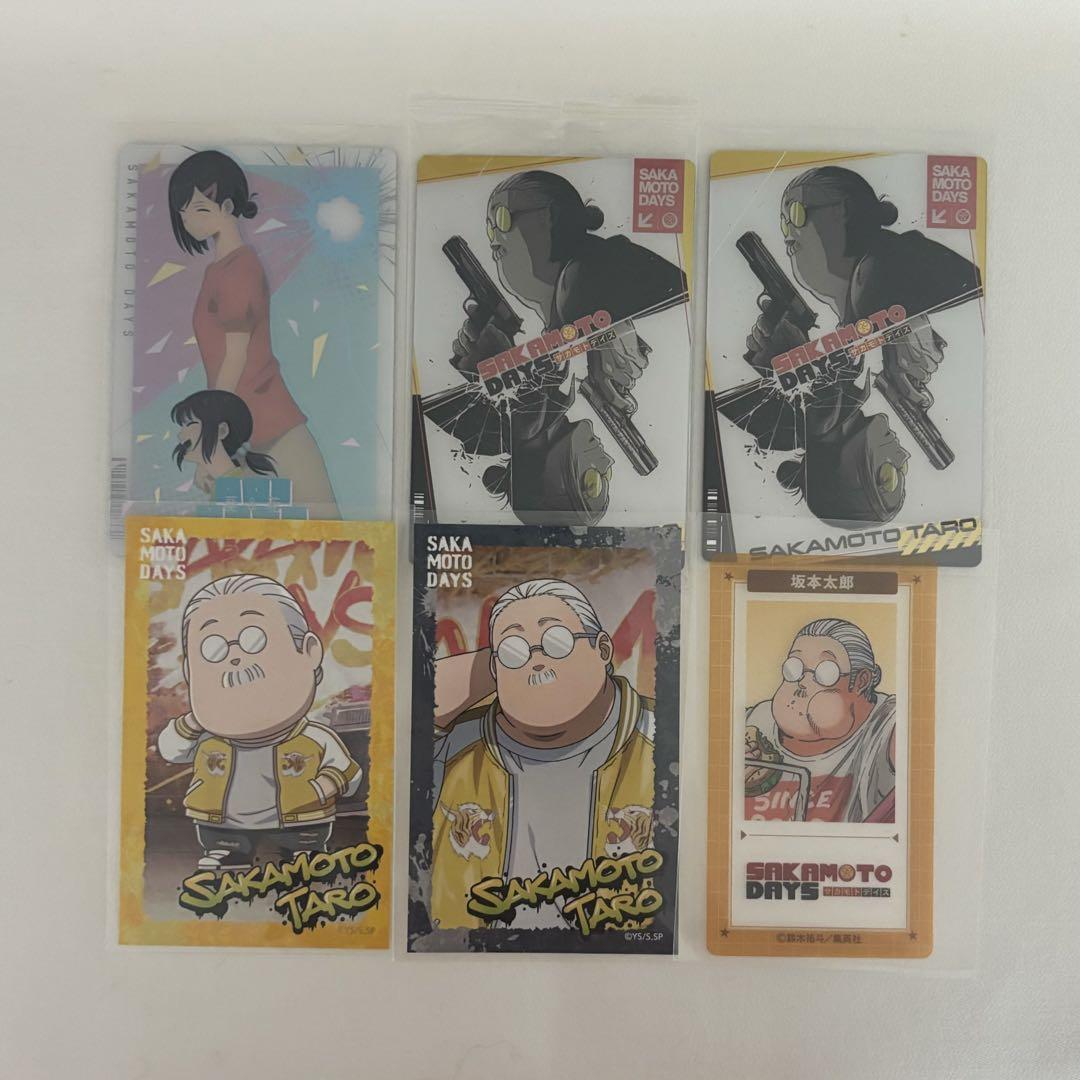 SAKAMOTO DAYS
SAKA
MOTO
DAYS
SAKAMOTO
DAYS サカモトデイズ
SAKA
MOTO
DAYS
SAKAMOTO
DAYS サカモトデイズ
SAKAMOTO TARO
SAKA
MOTO
DAYS
SAKAMOTO
TARO
©YS/S.SP
SAKA
MOTO
DAYS
SAKAMOTO
TARO
©YS/S.SP
坂本太郎
SINCE
SAKAMOTO
DAYS サカモトデイズ
©鈴木祐斗/集英社